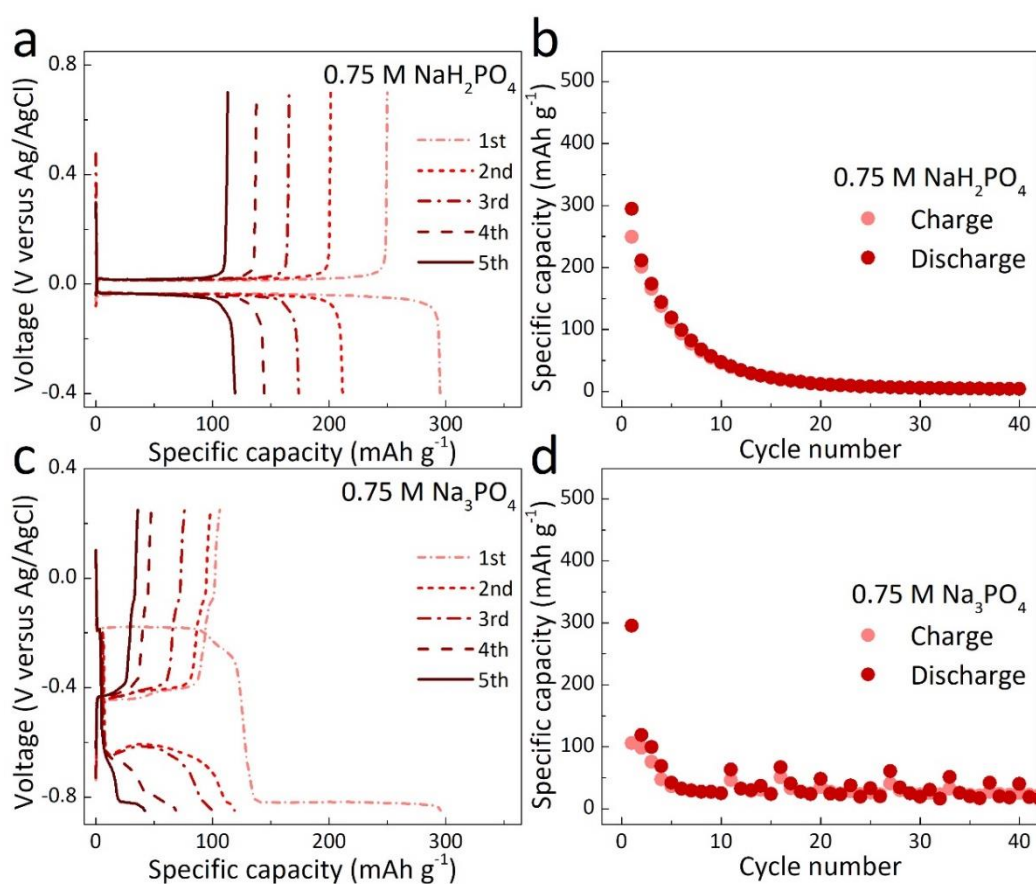 a
0.8
0.4
0.0
-0.4
Voltage (V versus Ag/AgCl)
0.75 M NaH₂PO₄
1st
2nd
3rd
4th
5th
0
100
200
300
Specific capacity (mAh g⁻¹)
b
500
400
300
200
100
0
Specific capacity (mAh g⁻¹)
0.75 M NaH₂PO₄
Charge
Discharge
0
10
20
30
40
Cycle number
c
0.4
0.0
-0.4
-0.8
Voltage (V versus Ag/AgCl)
0.75 M Na₃PO₄
1st
2nd
3rd
4th
5th
0
100
200
300
Specific capacity (mAh g⁻¹)
d
500
400
300
200
100
0
Specific capacity (mAh g⁻¹)
0.75 M Na₃PO₄
Charge
Discharge
0
10
20
30
40
Cycle number